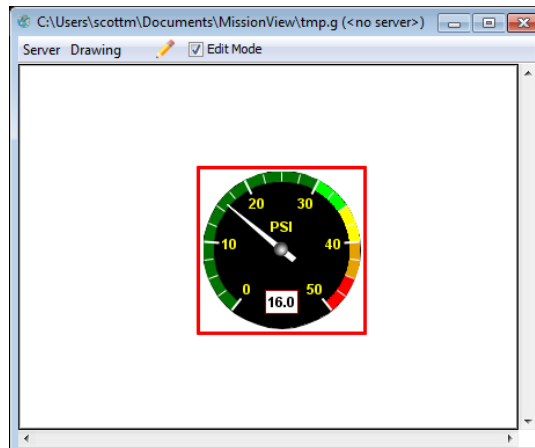 C:\Users\scottm\Documents\MissionView\tmp.g (<no server>)
Server Drawing Edit Mode
20 30
PSI
10 40
0 50
16.0